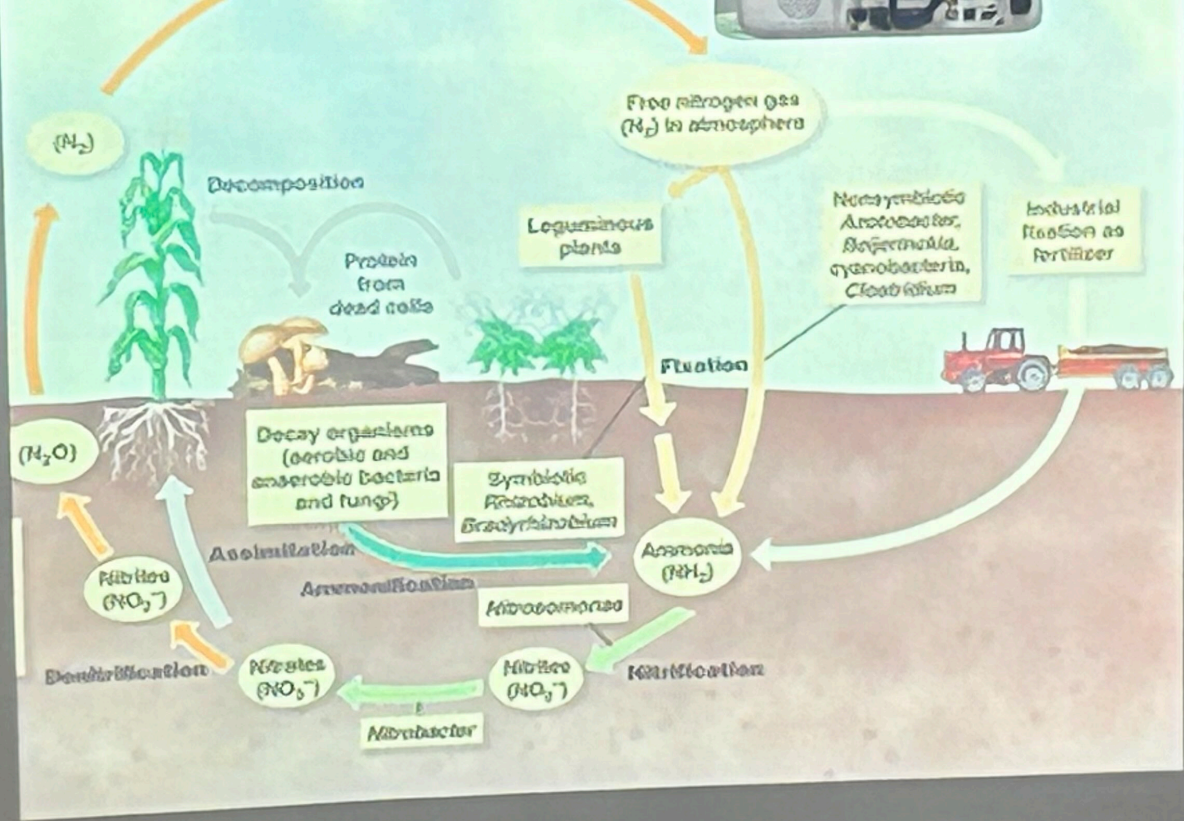 Free nitrogen gas
(N₂) in atmosphere
(N₂)
Decomposition
Protein
from
dead cells
Leguminous
plants
Nonsymbiotic
Azotobacter,
Beijerinckia,
cyanobacteria,
Clostridium
Industrial
fixation as
fertilizer
Fixation
(N₂O)
Decay organisms
(aerobic and
anaerobic bacteria
and fungi)
Symbiotic
Rhizobium,
Bradyrhizobium
Assimilation
Ammonification
Ammonia
(NH₃)
Nitrites
(NO₂⁻)
Nitrosomonas
Denitrification
Nitrates
(NO₃⁻)
Nitrites
(NO₂⁻)
Nitrification
Nitrobacter